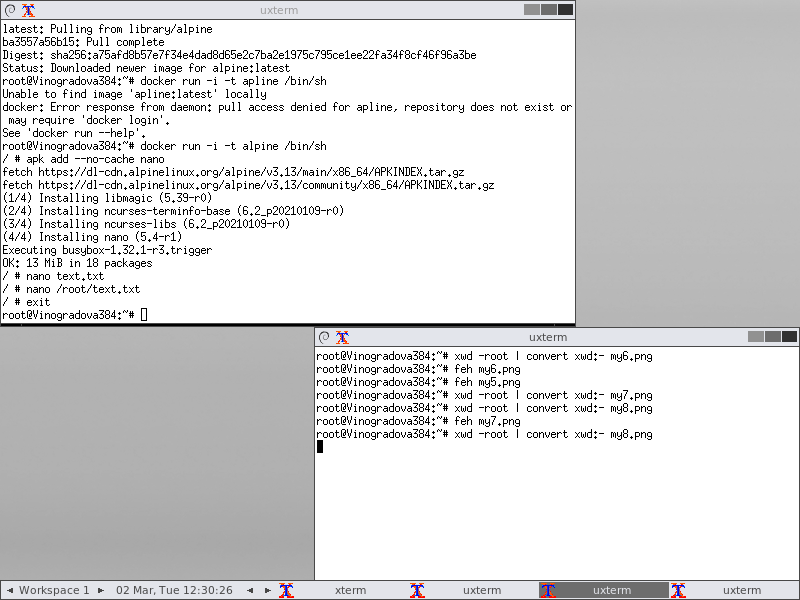 uxterm
latest: Pulling from library/alpine
ba3557a56b15: Pull complete
Digest: sha256:a75afd8b57e7f34e4dad8d65e2c7ba2e1975c795ce1ee22fa34f8cf46f96a3be
Status: Downloaded newer image for alpine:latest
root@Vinogradova384:~# docker run -i -t apline /bin/sh
Unable to find image 'apline:latest' locally
docker: Error response from daemon: pull access denied for apline, repository does not exist or
 may require 'docker login'.
See 'docker run --help'.
root@Vinogradova384:~# docker run -i -t alpine /bin/sh
/ # apk add --no-cache nano
fetch https://dl-cdn.alpinelinux.org/alpine/v3.13/main/x86_64/APKINDEX.tar.gz
fetch https://dl-cdn.alpinelinux.org/alpine/v3.13/community/x86_64/APKINDEX.tar.gz
(1/4) Installing libmagic (5.39-r0)
(2/4) Installing ncurses-terminfo-base (6.2_p20210109-r0)
(3/4) Installing ncurses-libs (6.2_p20210109-r0)
(4/4) Installing nano (5.4-r1)
Executing busybox-1.32.1-r3.trigger
OK: 13 MiB in 18 packages
/ # nano text.txt
/ # nano /root/text.txt
/ # exit
root@Vinogradova384:~#
uxterm
root@Vinogradova384:~# xwd -root | convert xwd:- my6.png
root@Vinogradova384:~# feh my6.png
root@Vinogradova384:~# feh my5.png
root@Vinogradova384:~# xwd -root | convert xwd:- my7.png
root@Vinogradova384:~# xwd -root | convert xwd:- my8.png
root@Vinogradova384:~# feh my7.png
root@Vinogradova384:~# xwd -root | convert xwd:- my8.png
Workspace 1 02 Mar, Tue 12:30:26 xterm uxterm uxterm uxterm